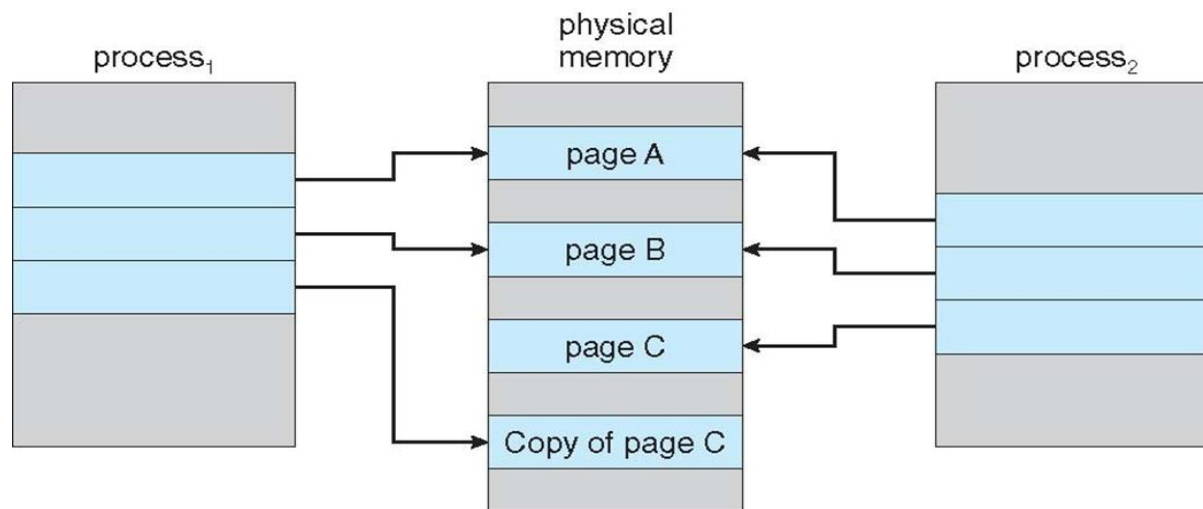 process₁
physical
memory
process₂
page A
page B
page C
Copy of page C